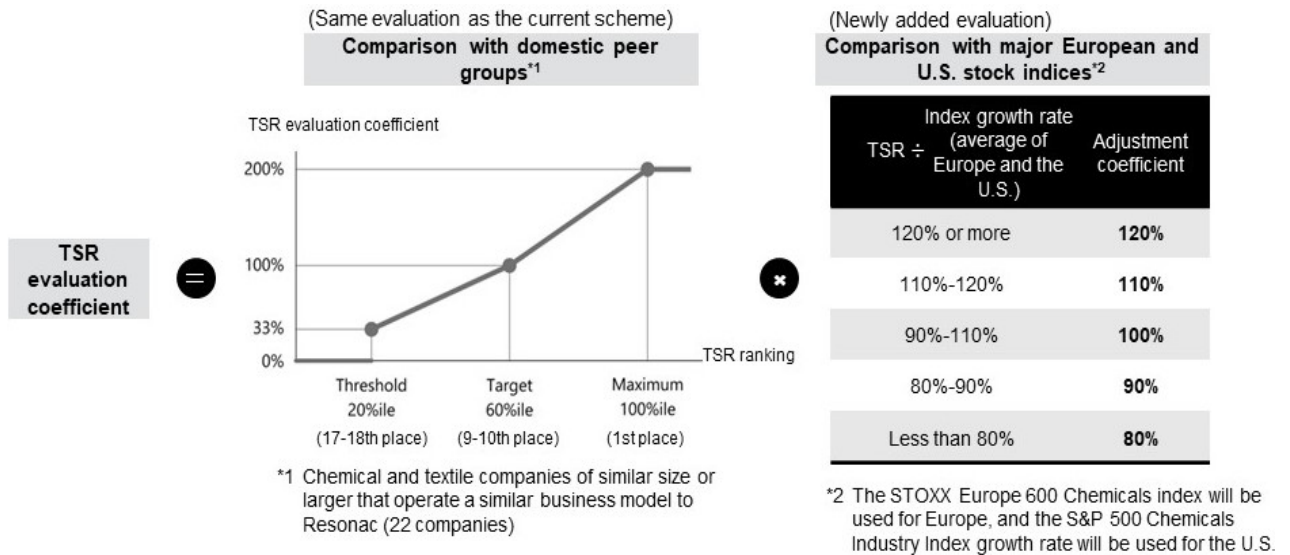 (Same evaluation as the current scheme)
Comparison with domestic peer
groups*1
TSR evaluation coefficient
200%
100%
33%
0%
TSR ranking
Threshold
20%ile
(17-18th place)
Target
60%ile
(9-10th place)
Maximum
100%ile
(1st place)
*1 Chemical and textile companies of similar size or
larger that operate a similar business model to
Resonac (22 companies)
TSR
evaluation
coefficient
=
×
(Newly added evaluation)
Comparison with major European and
U.S. stock indices*2
TSR ÷
Index growth rate
(average of
Europe and the
U.S.)
Adjustment
coefficient
120% or more 120%
110%-120% 110%
90%-110% 100%
80%-90% 90%
Less than 80% 80%
*2 The STOXX Europe 600 Chemicals index will be
used for Europe, and the S&P 500 Chemicals
Industry Index growth rate will be used for the U.S.